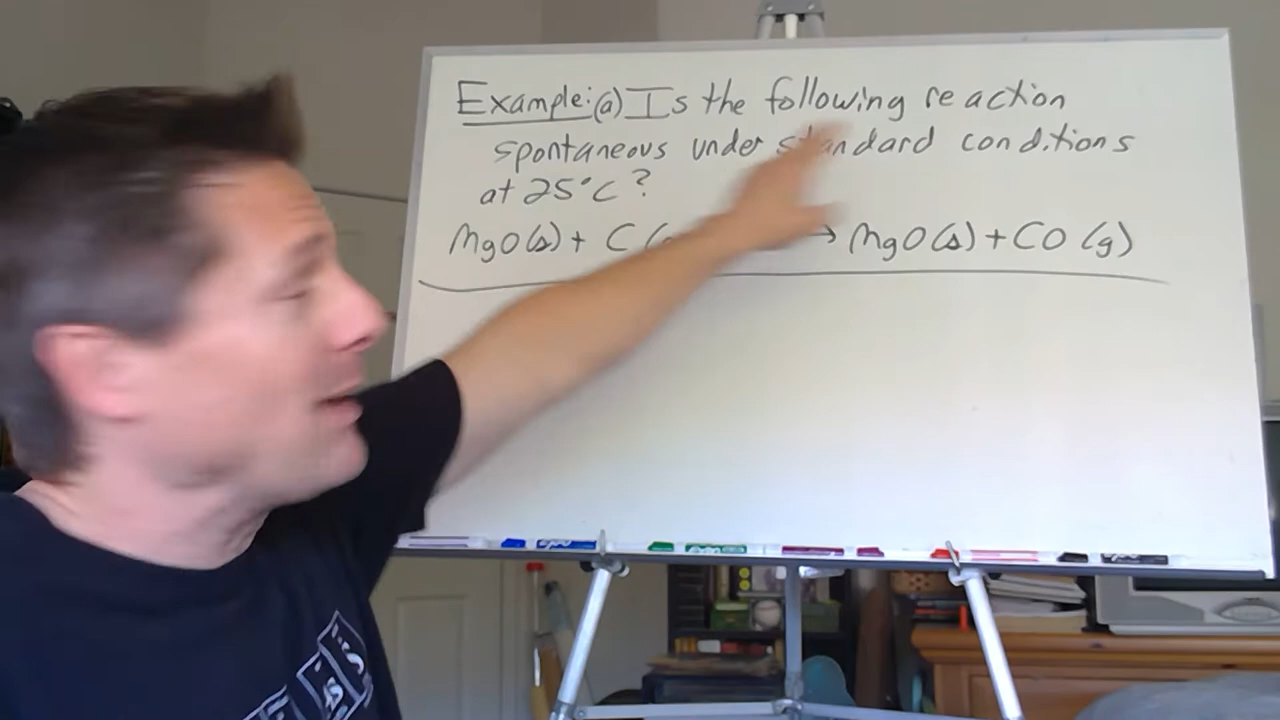 Example: (a) Is the following reaction
spontaneous under standard conditions
at 25°C?
MgO(s) + C ( → MgO(s) + CO (g)